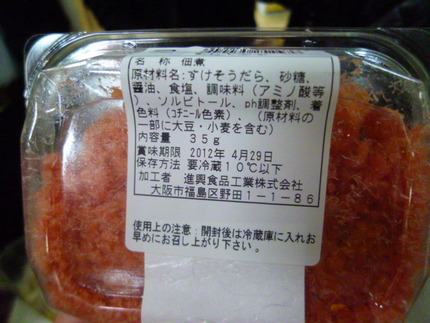 名 称 佃煮
原材料名:すけそうだら、砂糖、
醤油、食塩、調味料(アミノ酸等
)、ソルビトール、ph調整剤、着
色料(コチニール色素)、(原材料の
一部に大豆・小麦を含む)
内容量 35g
賞味期限 2012年 4月29日
保存方法 要冷蔵10℃以下
加工者 進興食品工業株式会社
大阪市福島区野田1-1-86
使用上の注意:開封後は冷蔵庫に入れお
早めにお召し上がり下さい。